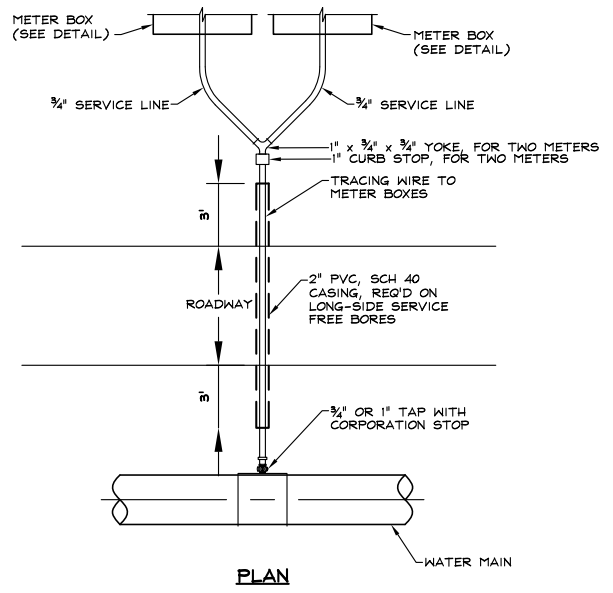 METER BOX
(SEE DETAIL)
METER BOX
(SEE DETAIL)
¾" SERVICE LINE
¾" SERVICE LINE
1" x ¾" x ¾" YOKE, FOR TWO METERS
1" CURB STOP, FOR TWO METERS
TRACING WIRE TO
METER BOXES
3'
ROADWAY
2" PVC, SCH 40
CASING, REQ'D ON
LONG-SIDE SERVICE
FREE BORES
3'
¾" OR 1" TAP WITH
CORPORATION STOP
WATER MAIN
PLAN